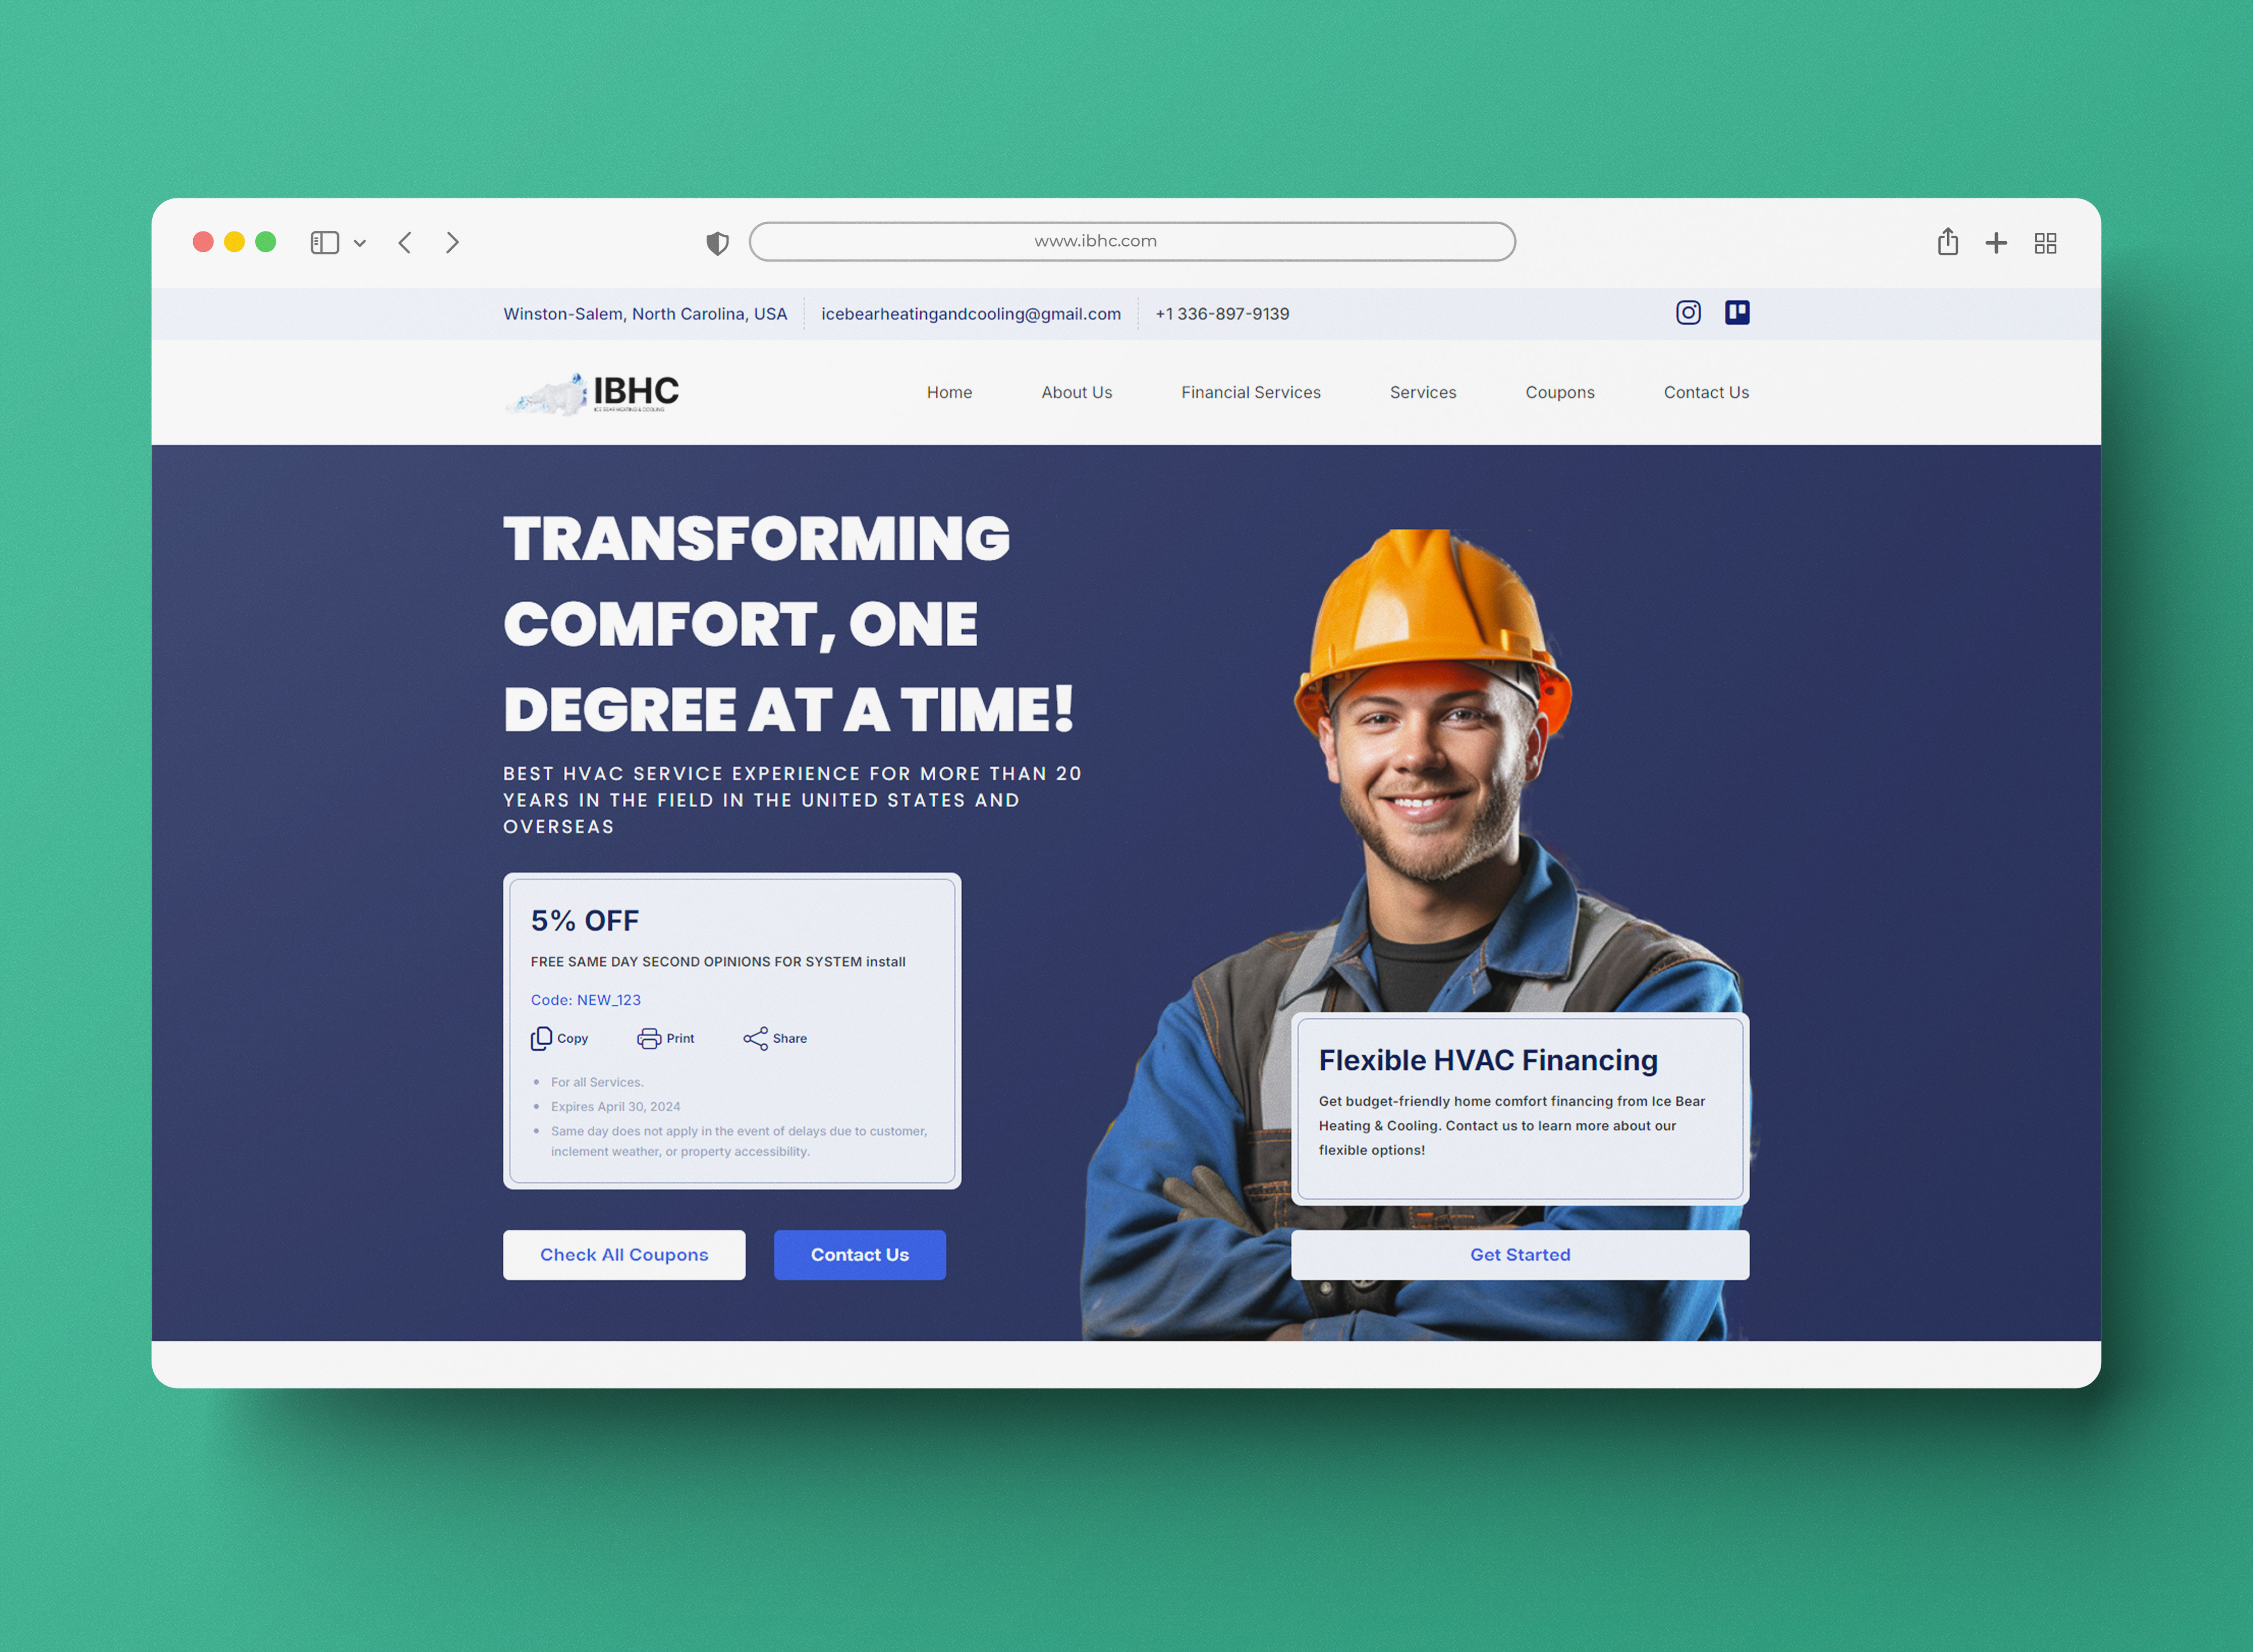 www.ibhc.com
Winston-Salem, North Carolina, USA
icebearheatingandcooling@gmail.com
+1 336-897-9139
IBHC
ICE BEAR HEATING & COOLING
Home
About Us
Financial Services
Services
Coupons
Contact Us
TRANSFORMING
COMFORT, ONE
DEGREE AT A TIME!
BEST HVAC SERVICE EXPERIENCE FOR MORE THAN 20
YEARS IN THE FIELD IN THE UNITED STATES AND
OVERSEAS
5% OFF
FREE SAME DAY SECOND OPINIONS FOR SYSTEM install
Code: NEW_123
Copy
Print
Share
For all Services.
Expires April 30, 2024
Same day does not apply in the event of delays due to customer,
inclement weather, or property accessibility.
Check All Coupons
Contact Us
Flexible HVAC Financing
Get budget-friendly home comfort financing from Ice Bear
Heating & Cooling. Contact us to learn more about our
flexible options!
Get Started